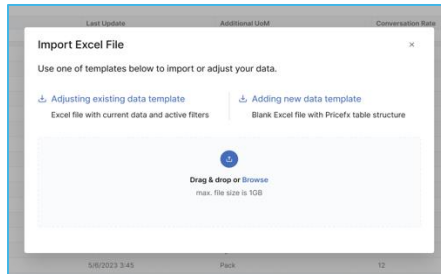 Last Update Additional UoM Conversation Rate
Import Excel File
Use one of templates below to import or adjust your data.
Adjusting existing data template
Excel file with current data and active filters
Adding new data template
Blank Excel file with Pricefx table structure
Drag & drop or Browse
max. file size is 1GB
5/6/2023 3:45 Pack 12